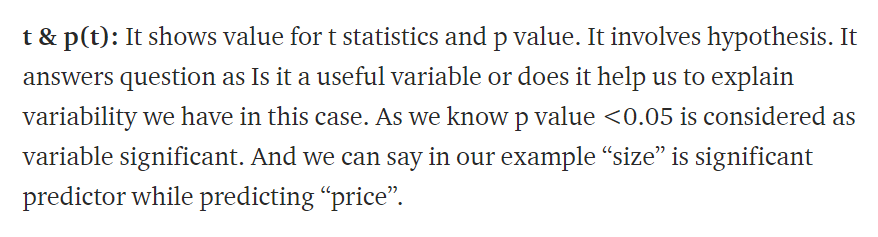 t & p(t): It shows value for t statistics and p value. It involves hypothesis. It
answers question as Is it a useful variable or does it help us to explain
variability we have in this case. As we know p value <0.05 is considered as
variable significant. And we can say in our example “size” is significant
predictor while predicting “price”.